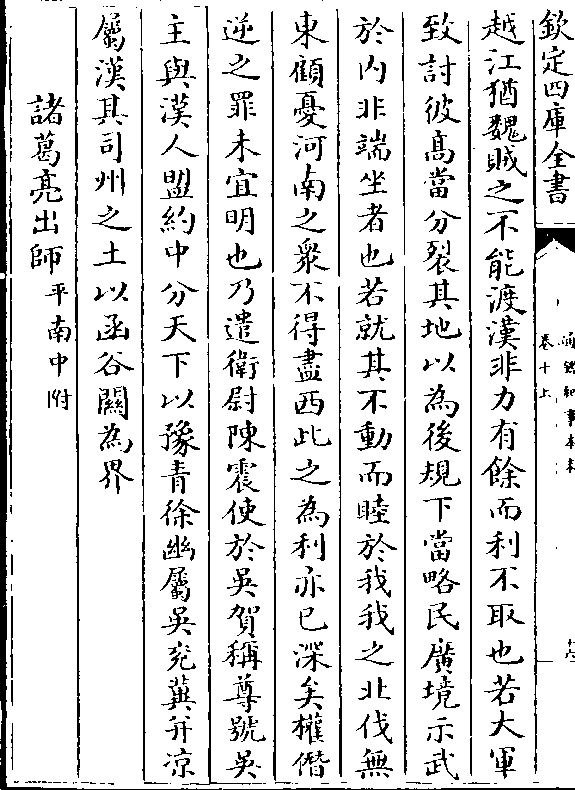 欽定四庫全書
通鑑紀事本末
卷十上
越江猶魏賊之不能渡漢非力有餘而利不取也若大軍
致討彼髙當分裂其地以為後規下當略民廣境示武
於内非端坐者也若就其不動而睦於我我之北伐無
東顧憂河南之衆不得盡西此之為利亦已深矣權僭
逆之罪未宜明也乃遣衛尉陳震使於吳賀稱尊號吳
主與漢人盟約中分天下以豫青徐幽屬吳兖冀并凉
屬漢其司州之土以函谷闗為界
諸葛亮出師平南中附